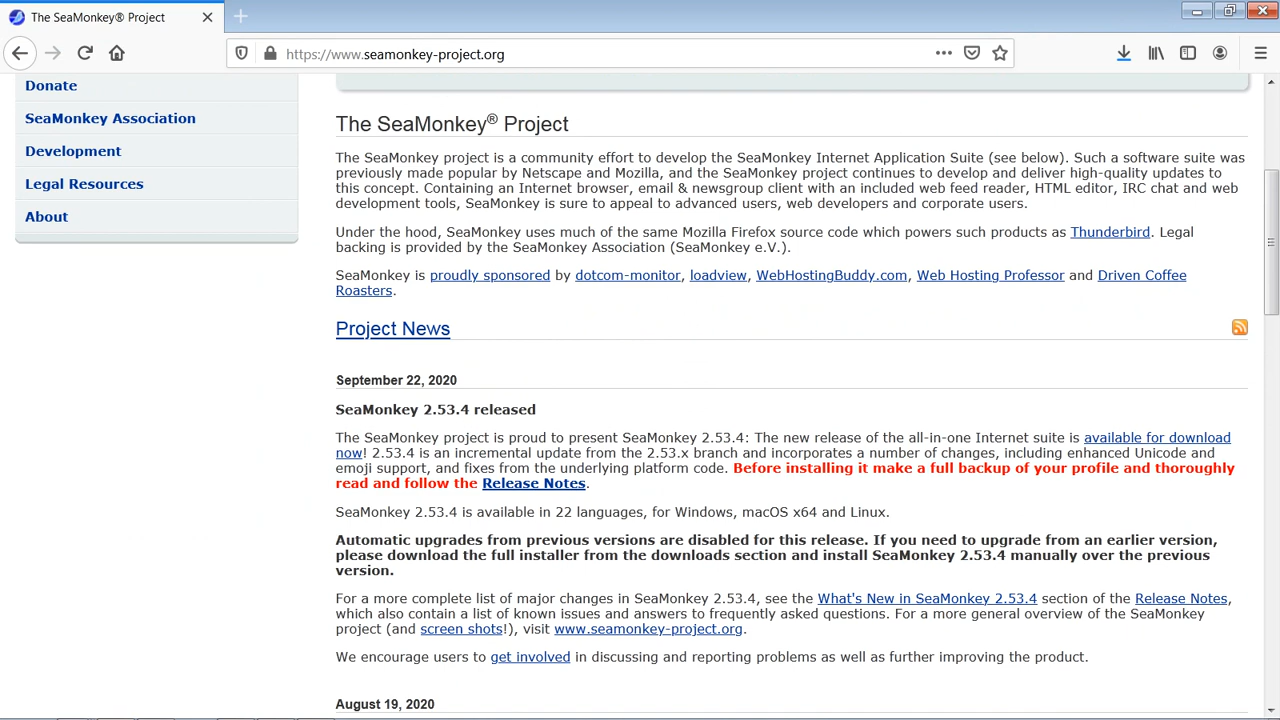 The SeaMonkey® Project
https://www.seamonkey-project.org
Donate
SeaMonkey Association
Development
Legal Resources
About
The SeaMonkey® Project
The SeaMonkey project is a community effort to develop the SeaMonkey Internet Application Suite (see below). Such a software suite was
previously made popular by Netscape and Mozilla, and the SeaMonkey project continues to develop and deliver high-quality updates to
this concept. Containing an Internet browser, email & newsgroup client with an included web feed reader, HTML editor, IRC chat and web
development tools, SeaMonkey is sure to appeal to advanced users, web developers and corporate users.
Under the hood, SeaMonkey uses much of the same Mozilla Firefox source code which powers such products as Thunderbird. Legal
backing is provided by the SeaMonkey Association (SeaMonkey e.V.).
SeaMonkey is proudly sponsored by dotcom-monitor, loadview, WebHostingBuddy.com, Web Hosting Professor and Driven Coffee
Roasters.
Project News
September 22, 2020
SeaMonkey 2.53.4 released
The SeaMonkey project is proud to present SeaMonkey 2.53.4: The new release of the all-in-one Internet suite is available for download
now! 2.53.4 is an incremental update from the 2.53.x branch and incorporates a number of changes, including enhanced Unicode and
emoji support, and fixes from the underlying platform code. Before installing it make a full backup of your profile and thoroughly
read and follow the Release Notes.
SeaMonkey 2.53.4 is available in 22 languages, for Windows, macOS x64 and Linux.
Automatic upgrades from previous versions are disabled for this release. If you need to upgrade from an earlier version,
please download the full installer from the downloads section and install SeaMonkey 2.53.4 manually over the previous
version.
For a more complete list of major changes in SeaMonkey 2.53.4, see the What's New in SeaMonkey 2.53.4 section of the Release Notes,
which also contain a list of known issues and answers to frequently asked questions. For a more general overview of the SeaMonkey
project (and screen shots!), visit www.seamonkey-project.org.
We encourage users to get involved in discussing and reporting problems as well as further improving the product.
August 19, 2020